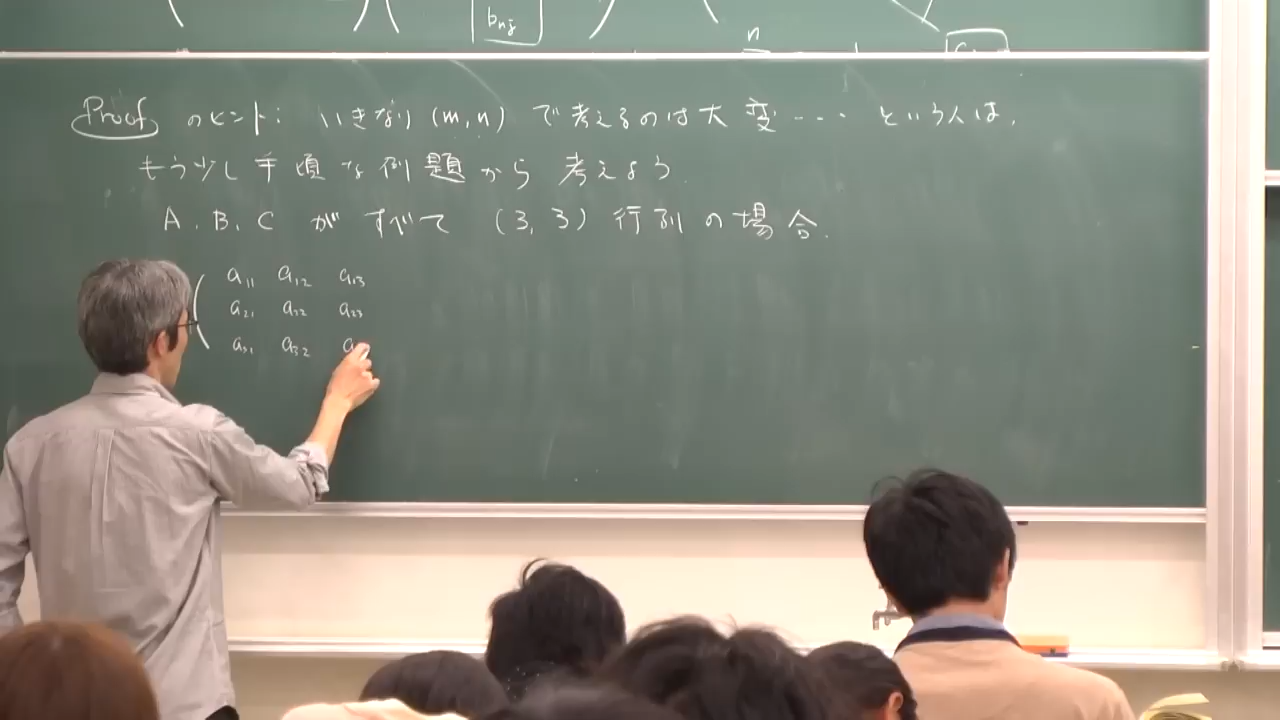 bnj
n
Proof のヒント: いきなり (m,n) で考えるのは大変・・・ という人は,
もう少し手頃な例題から 考えよう.
A, B, C がすべて (3,3) 行列の場合.
( a11 a12 a13
a21 a22 a23
a31 a32 a